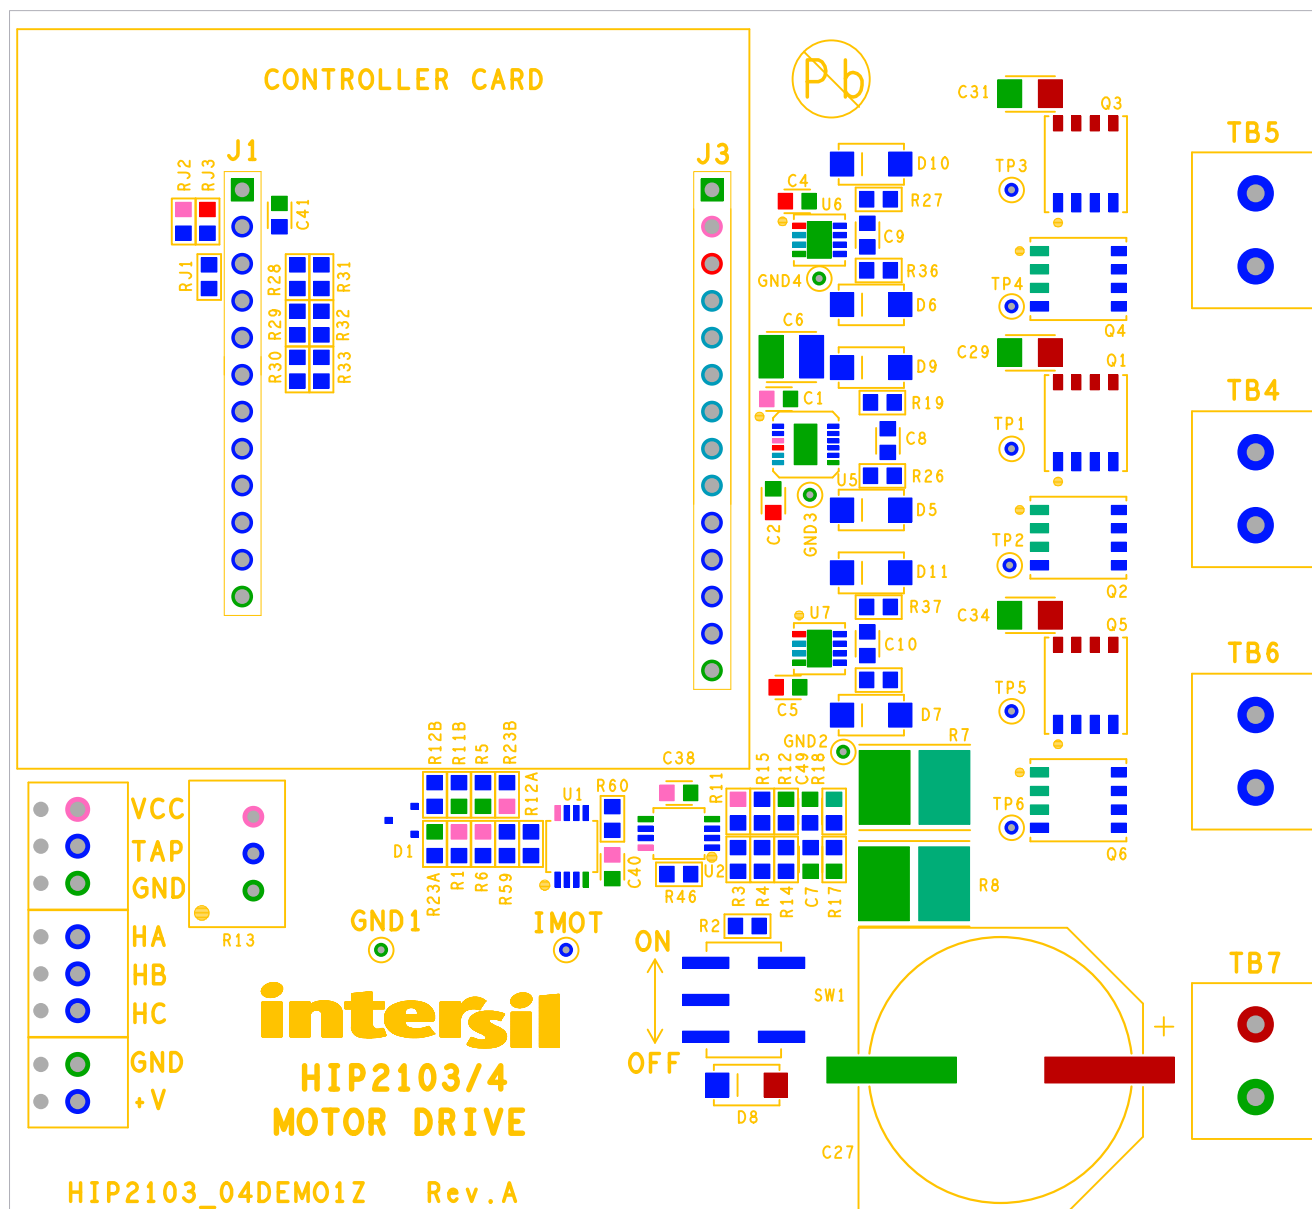 CONTROLLER CARD
Pb
C31
Q3
TB5
J1
J3
RJ2
RJ3
C41
RJ1
R28
R31
R29
R32
R30
R33
C4
U6
D10
R27
C9
R36
GND4
D6
TP3
TP4
Q4
C6
C29
Q1
TB4
D9
C1
R19
C8
TP1
R26
U5
C2
GND3
D5
TP2
D11
Q2
R37
U7
C34
Q5
C10
TB6
C5
D7
TP5
GND2
R7
R12B
R11B
R5
R23B
R12A
C38
R60
U1
R11
R15
R12
C49
R18
TP6
Q6
VCC
TAP
GND
D1
R23A
R1
R6
R59
C40
R46
U2
R3
R4
R14
C7
R17
R8
HA
HB
HC
R13
GND1
IMOT
R2
ON
SW1
TB7
OFF
GND
+V
intersil
HIP2103/4
MOTOR DRIVE
D8
+
C27
HIP2103_04DEMO1Z Rev.A